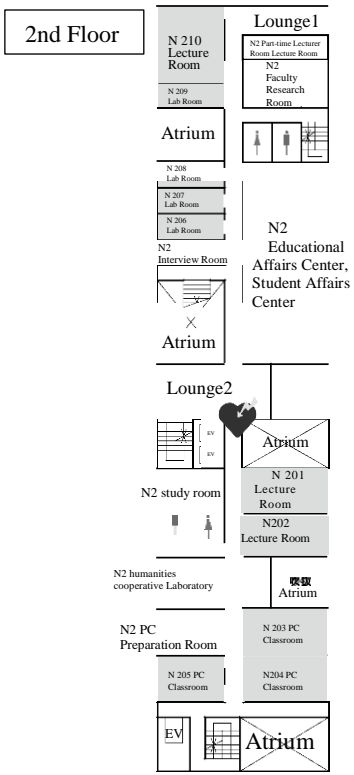 2nd Floor
Lounge1
N 210
Lecture
Room
N2 Part-time Lecturer
Room Lecture Room
N2
Faculty
Research
Room
N 209
Lab Room
Atrium
N 208
Lab Room
N 207
Lab Room
N 206
Lab Room
N2
Interview Room
N2
Educational
Affairs Center,
Student Affairs
Center
Atrium
Lounge2
EV
EV
Atrium
N 201
Lecture
Room
N2 study room
N202
Lecture Room
N2 humanities
cooperative Laboratory
吹抜
Atrium
N2 PC
Preparation Room
N 203 PC
Classroom
N 205 PC
Classroom
N204 PC
Classroom
EV
Atrium